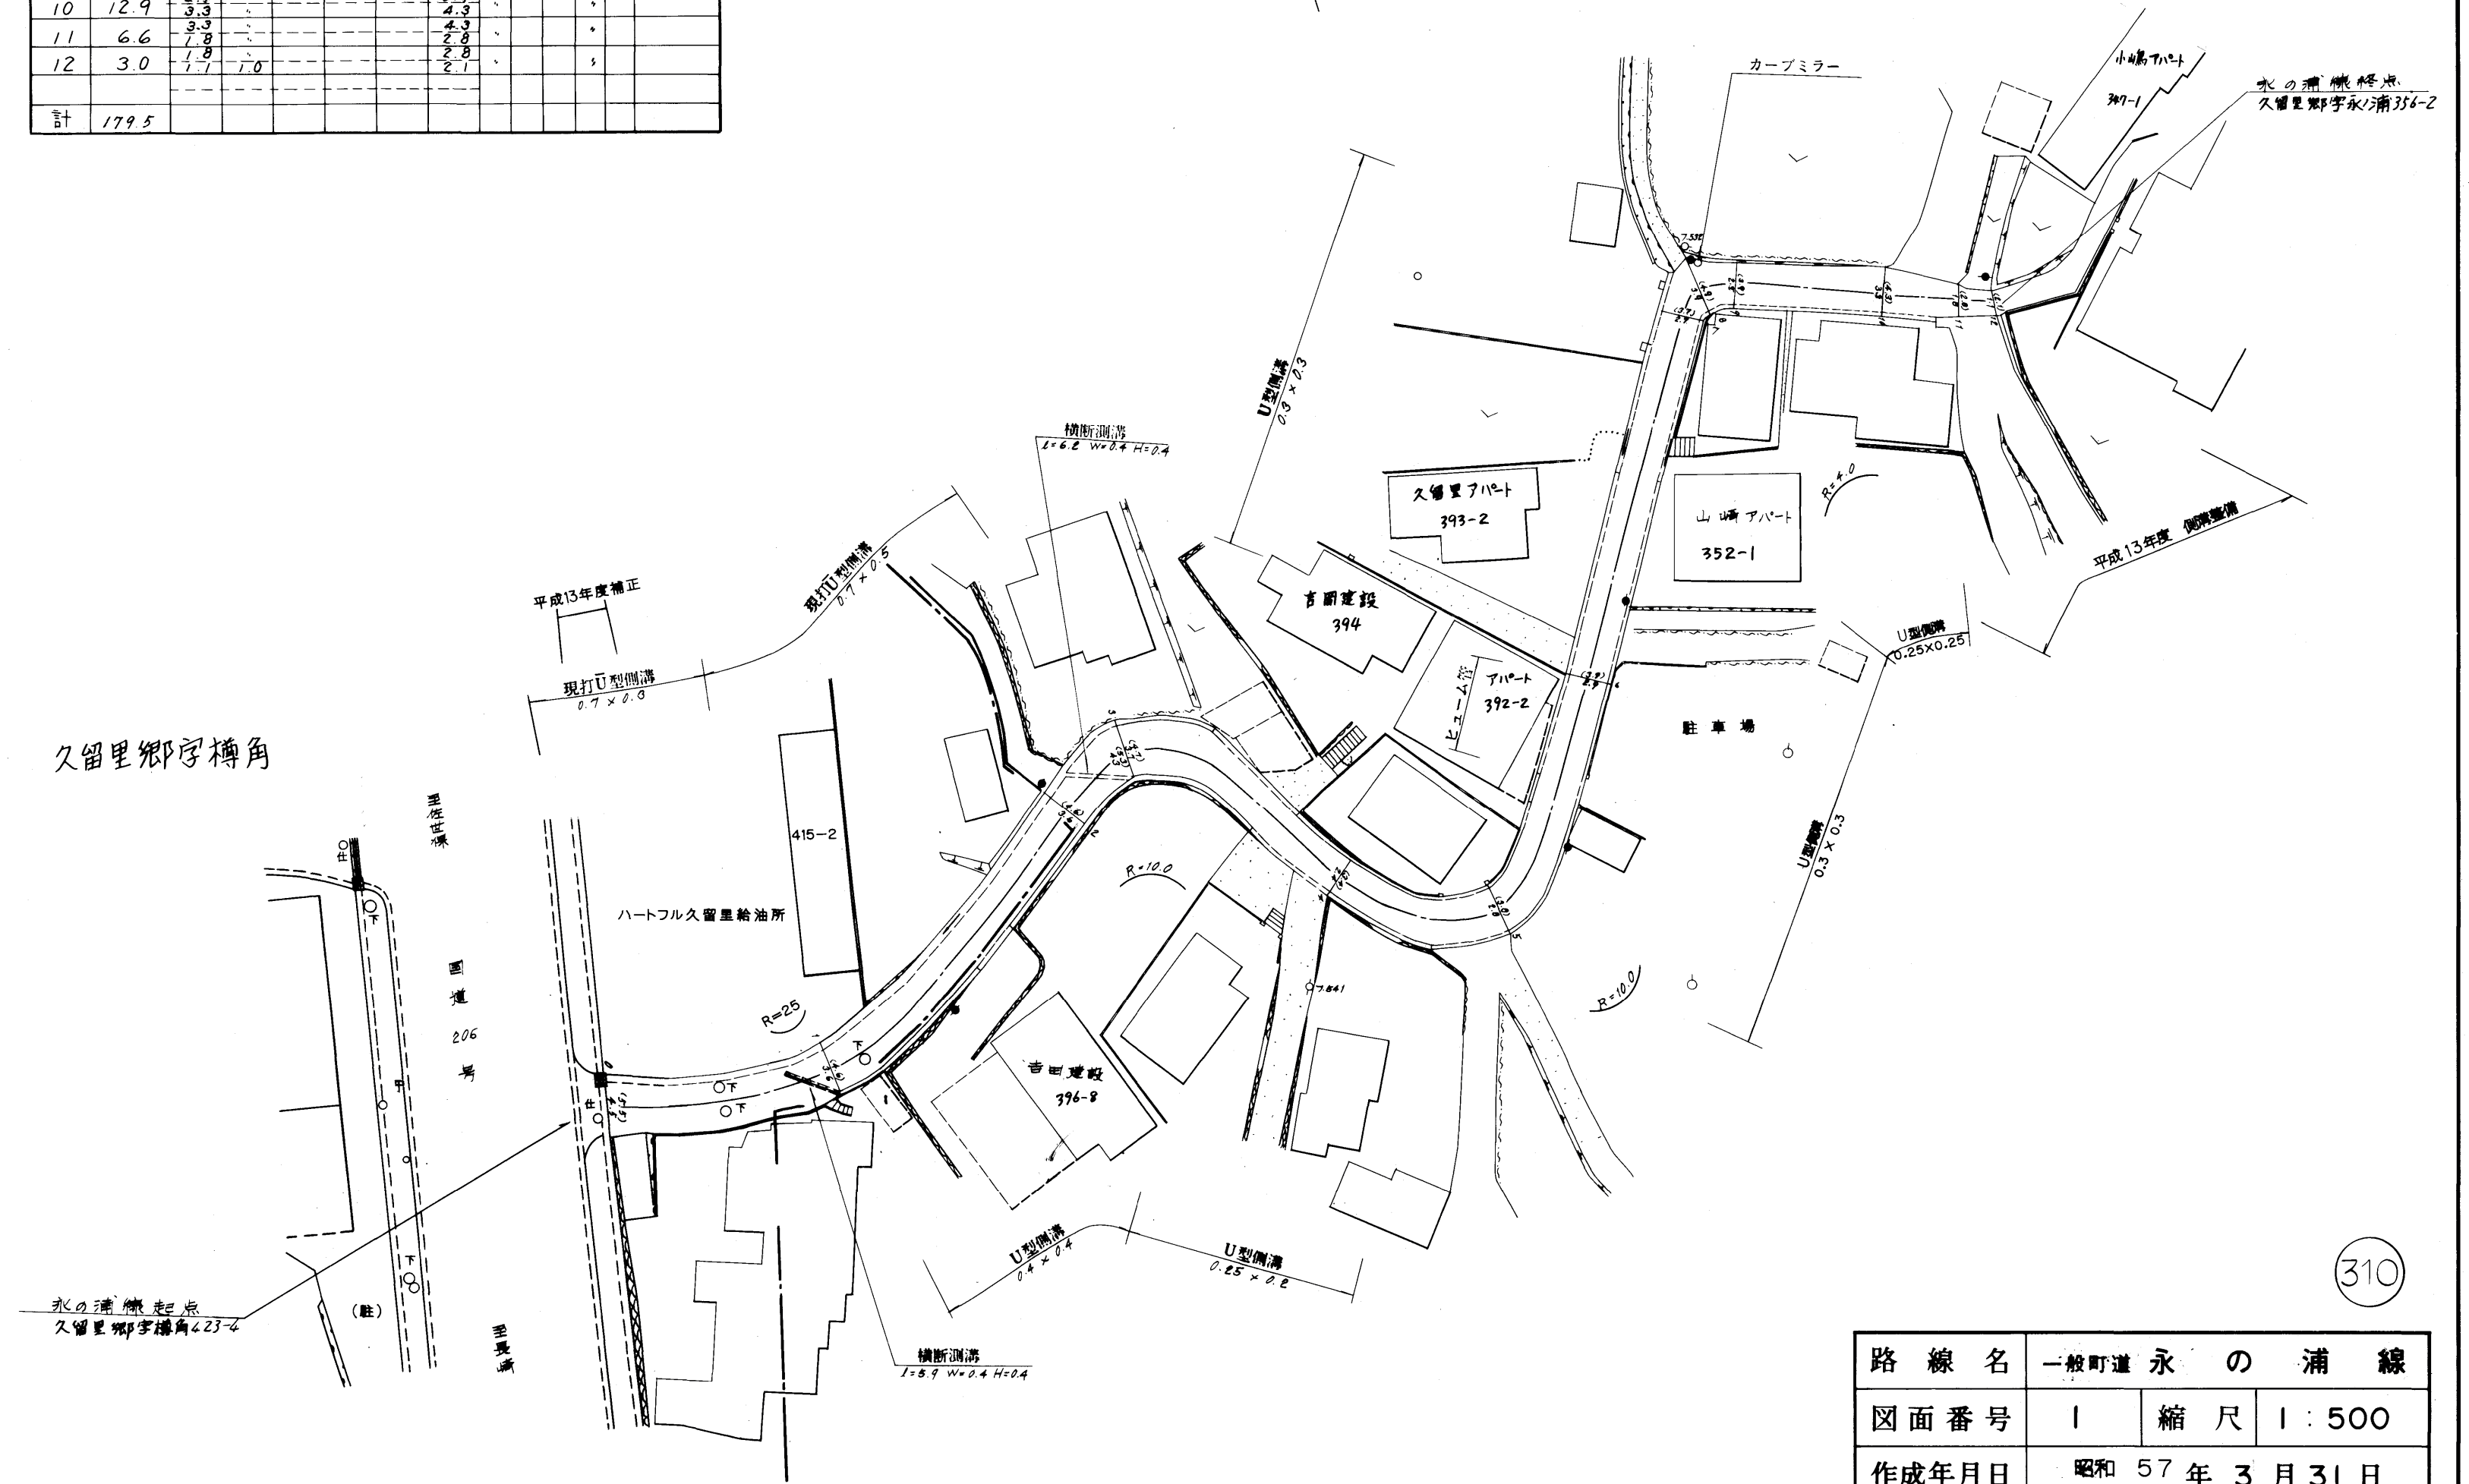 10 12.9 3.3 4.3
11 6.6 3.3 1.8 4.3 2.8
12 3.0 1.8 1.1 1.0 2.8 2.1
計 179.5
カーブミラー
小嶋アパート
347-1
永の浦線終点
久留里郷字永ノ浦356-2
U型側溝
0.3 × 0.3
横断測溝
l=6.2 W=0.4 H=0.4
久留里アパート
393-2
山崎アパート
352-1
R=4.0
平成13年度 側溝整備
現打U型側溝
0.7 × 0.5
平成13年度補正
現打U型側溝
0.7 × 0.3
吉岡建設
394
アパート
392-2
ヒューム管
U型側溝
0.25×0.25
駐車場
久留里郷字樽角
至佐世保
415-2
ハートフル久留里給油所
R=10.0
U型側溝
0.3 × 0.3
国道206号
R=25
R=10.0
7.541
396-8
U型側溝
0.4 × 0.4
U型側溝
0.25 × 0.2
永の浦線起点
久留里郷字樽角423-4
(駐)
至長崎
横断測溝
l=5.9 W=0.4 H=0.4
310
路線名 一般町道 永の浦線
図面番号 1 縮尺 1:500
作成年月日 昭和57年3月31日